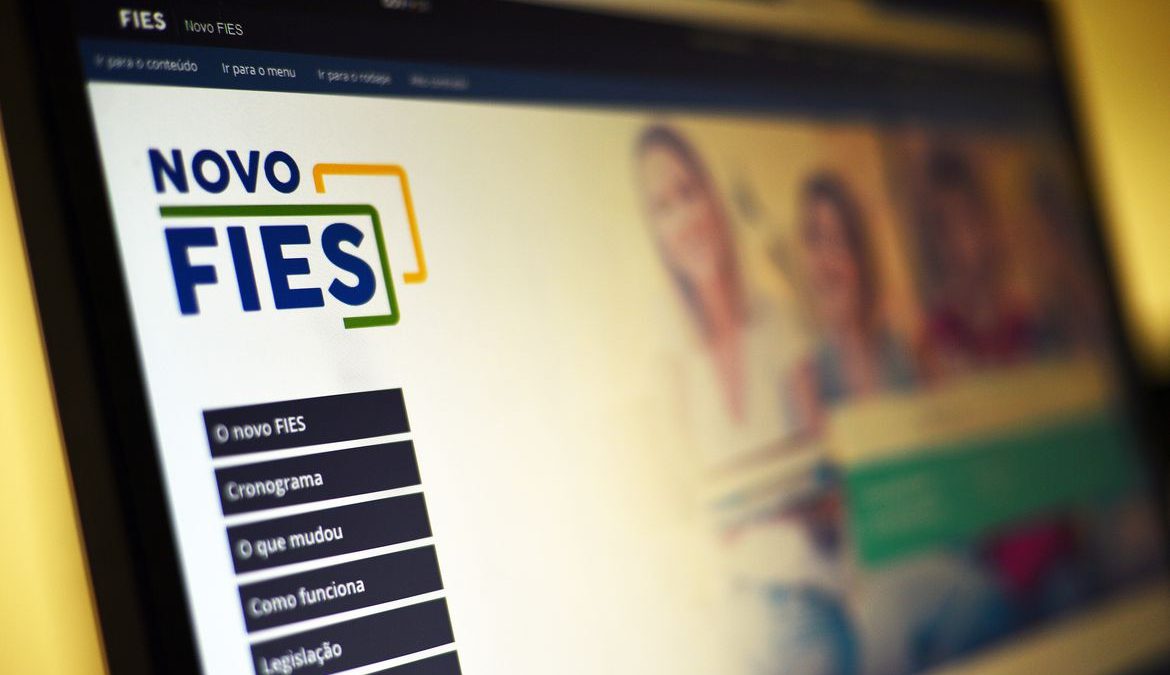 FIES Novo FIES
Ir para o conteúdo Ir para o menu Ir para o rodapé
NOVO
FIES
O novo FIES
Cronograma
O que mudou
Como funciona
Legislação